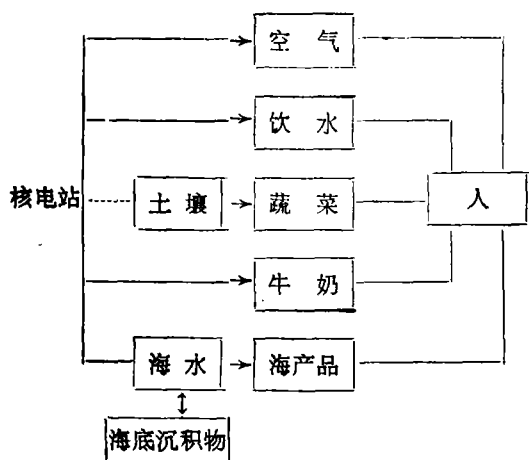 空 气
饮 水
核电站
土 壤
蔬 菜
人
牛 奶
海 水
海产品
海底沉积物